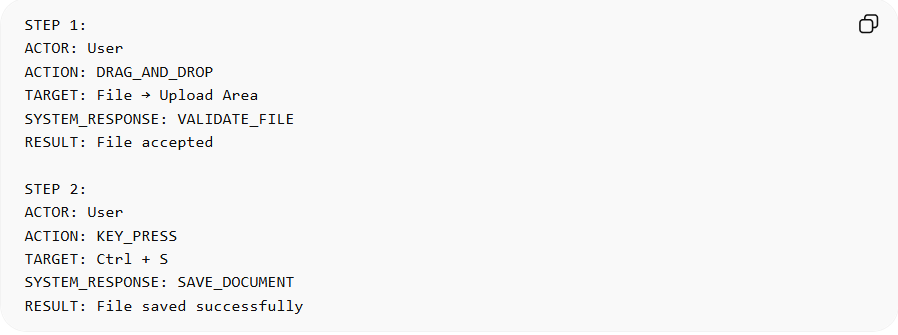 STEP 1:
ACTOR: User
ACTION: DRAG_AND_DROP
TARGET: File → Upload Area
SYSTEM_RESPONSE: VALIDATE_FILE
RESULT: File accepted

STEP 2:
ACTOR: User
ACTION: KEY_PRESS
TARGET: Ctrl + S
SYSTEM_RESPONSE: SAVE_DOCUMENT
RESULT: File saved successfully